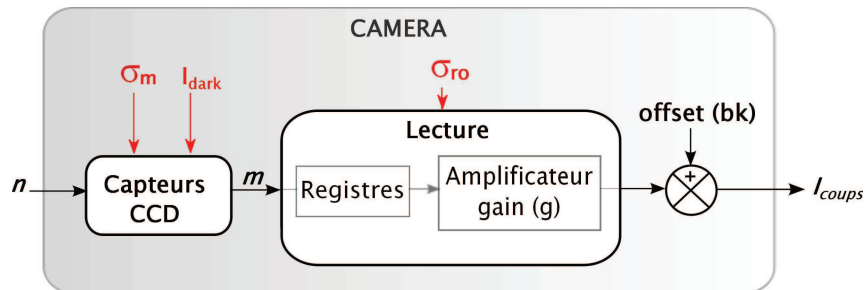 CAMERA
σm
Idark
σro
Lecture
offset (bk)
n
Capteurs
CCD
m
Registres
Amplificateur
gain (g)
+
Icoups